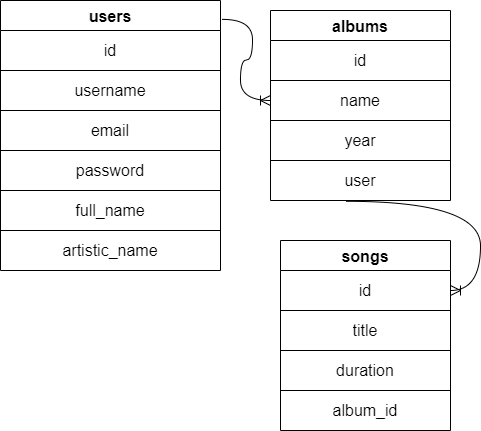 users
id
username
email
password
full_name
artistic_name
albums
id
name
year
user
songs
id
title
duration
album_id